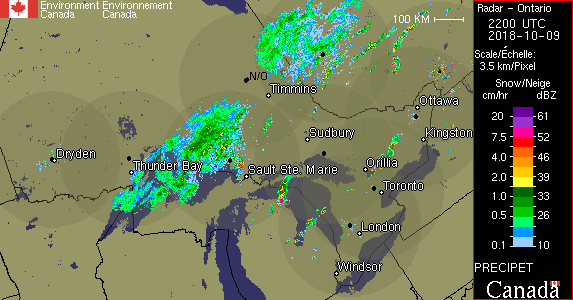 Environment Environnement
Canada Canada
100 KM
N/O
Timmins
Ottawa
Sudbury
Kingston
Dryden
Thunder Bay
Sault Ste. Marie
Orillia
Toronto
London
Windsor
Radar - Ontario
2200 UTC
2018-10-09
Scale/Échelle:
3.5 km/Pixel
Snow/Neige
cm/hr dBZ
20 61
7.5 52
4.0 46
2.0 39
1.0 33
0.5 26
0.1 10
PRECIPET
Canada